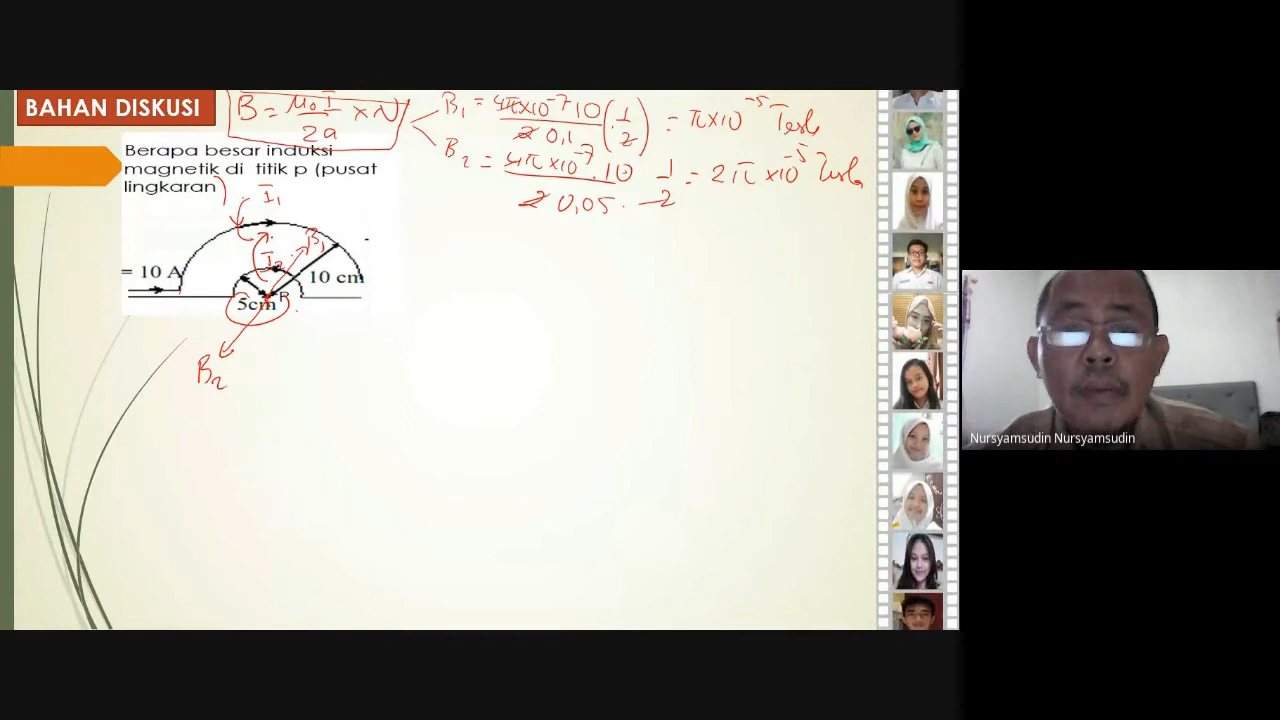 BAHAN DISKUSI
B = μ₀ I / 2a × N
B₁ = 4π×10⁻⁷ 10 / 2 0,1 (· 1/2) = π×10⁻⁵ Tesla
B₂ = 4π×10⁻⁷ . 10 / 2 0,05 . 1/2 = 2π×10⁻⁵ Tesla
Berapa besar induksi
magnetik di titik p (pusat
lingkaran
I₁
I₂
B₁
= 10 A
10 cm
5cm
P
B₂
Nursyamsudin Nursyamsudin